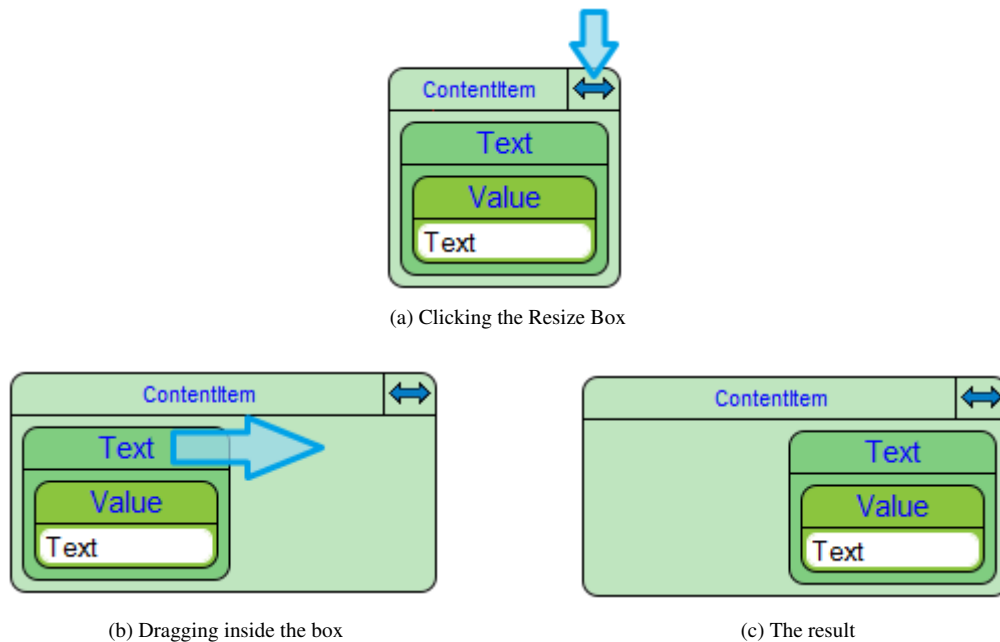 ContentItem
Text
Value
Text
(a) Clicking the Resize Box
ContentItem
Text
Value
Text
(b) Dragging inside the box
ContentItem
Text
Value
Text
(c) The result